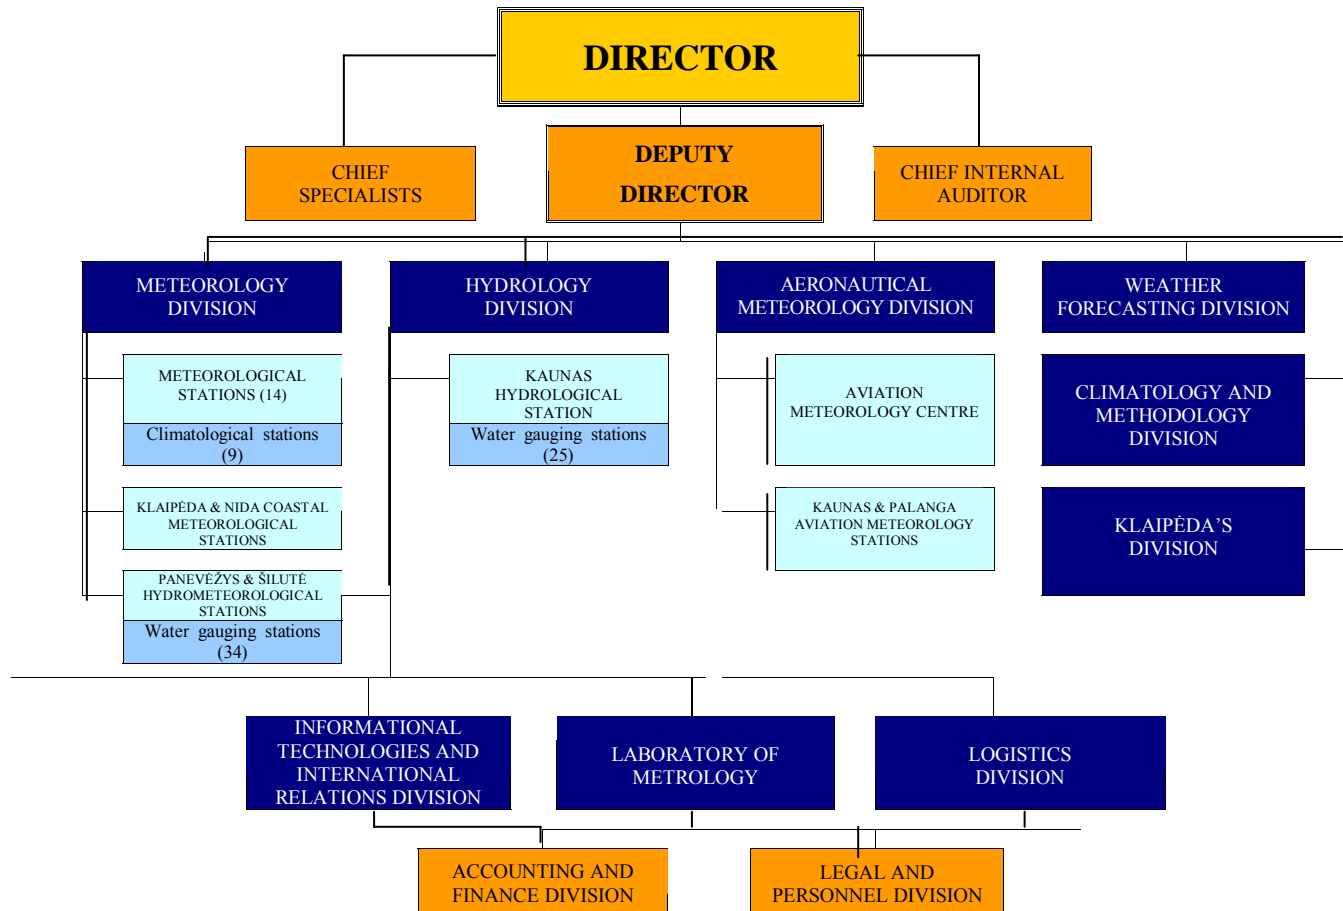 DIRECTOR
CHIEF
SPECIALISTS
DEPUTY
DIRECTOR
CHIEF INTERNAL
AUDITOR
METEOROLOGY
DIVISION
HYDROLOGY
DIVISION
AERONAUTICAL
METEOROLOGY DIVISION
WEATHER
FORECASTING DIVISION
METEOROLOGICAL
STATIONS (14)
Climatological stations
(9)
KAUNAS
HYDROLOGICAL
STATION
Water gauging stations
(25)
AVIATION
METEOROLOGY CENTRE
CLIMATOLOGY AND
METHODOLOGY
DIVISION
KLAIPĖDA & NIDA COASTAL
METEOROLOGICAL
STATIONS
KAUNAS & PALANGA
AVIATION METEOROLOGY
STATIONS
KLAIPĖDA’S
DIVISION
PANEVĖŽYS & ŠILUTĖ
HYDROMETEOROLOGICAL
STATIONS
Water gauging stations
(34)
INFORMATIONAL
TECHNOLOGIES AND
INTERNATIONAL
RELATIONS DIVISION
LABORATORY OF
METROLOGY
LOGISTICS
DIVISION
ACCOUNTING AND
FINANCE DIVISION
LEGAL AND
PERSONNEL DIVISION